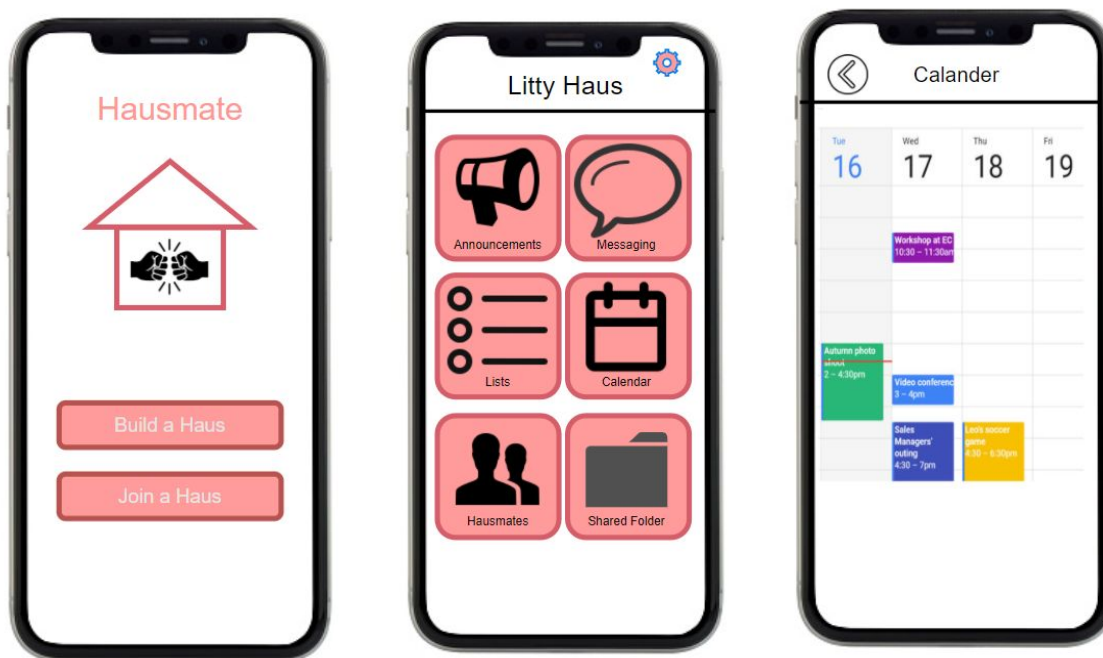 Hausmate
Build a Haus
Join a Haus
Litty Haus
Announcements
Messaging
Lists
Calendar
Hausmates
Shared Folder
Calander
Tue
Wed
Thu
Fri
16
17
18
19
Workshop at EC
10:30 – 11:30am
Autumn photo
shoot
2 – 4:30pm
Video conferenc
3 – 4pm
Sales
Managers'
outing
4:30 – 7pm
Leo's soccer
game
4:30 – 6:30pm